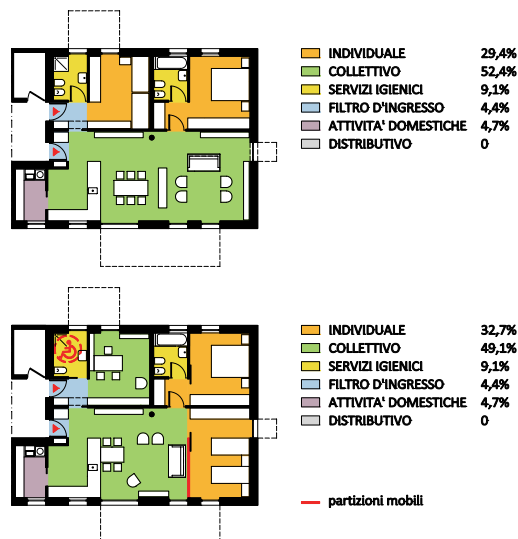 INDIVIDUALE 29,4%
COLLETTIVO 52,4%
SERVIZI IGIENICI 9,1%
FILTRO D'INGRESSO 4,4%
ATTIVITA' DOMESTICHE 4,7%
DISTRIBUTIVO 0
INDIVIDUALE 32,7%
COLLETTIVO 49,1%
SERVIZI IGIENICI 9,1%
FILTRO D'INGRESSO 4,4%
ATTIVITA' DOMESTICHE 4,7%
DISTRIBUTIVO 0
partizioni mobili